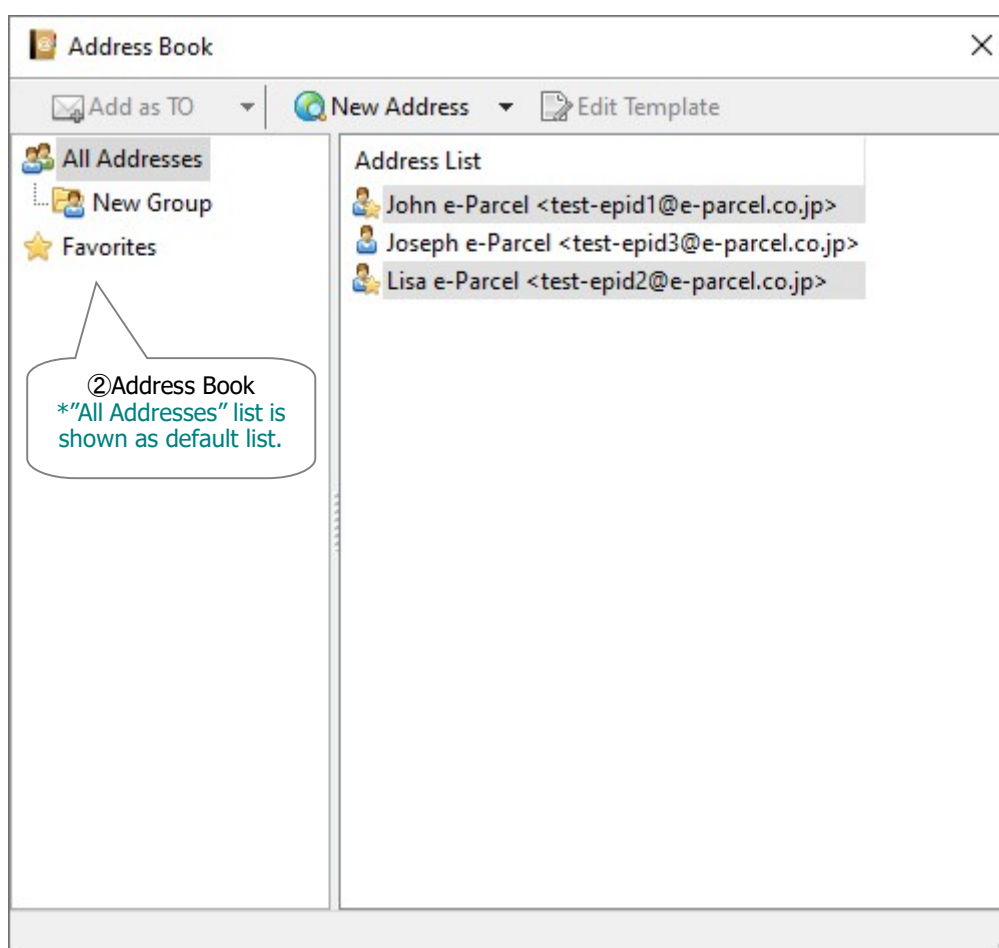 Address Book
Add as TO
New Address
Edit Template
All Addresses
New Group
Favorites
②Address Book
*"All Addresses" list is
shown as default list.
Address List
John e-Parcel <test-epid1@e-parcel.co.jp>
Joseph e-Parcel <test-epid3@e-parcel.co.jp>
Lisa e-Parcel <test-epid2@e-parcel.co.jp>